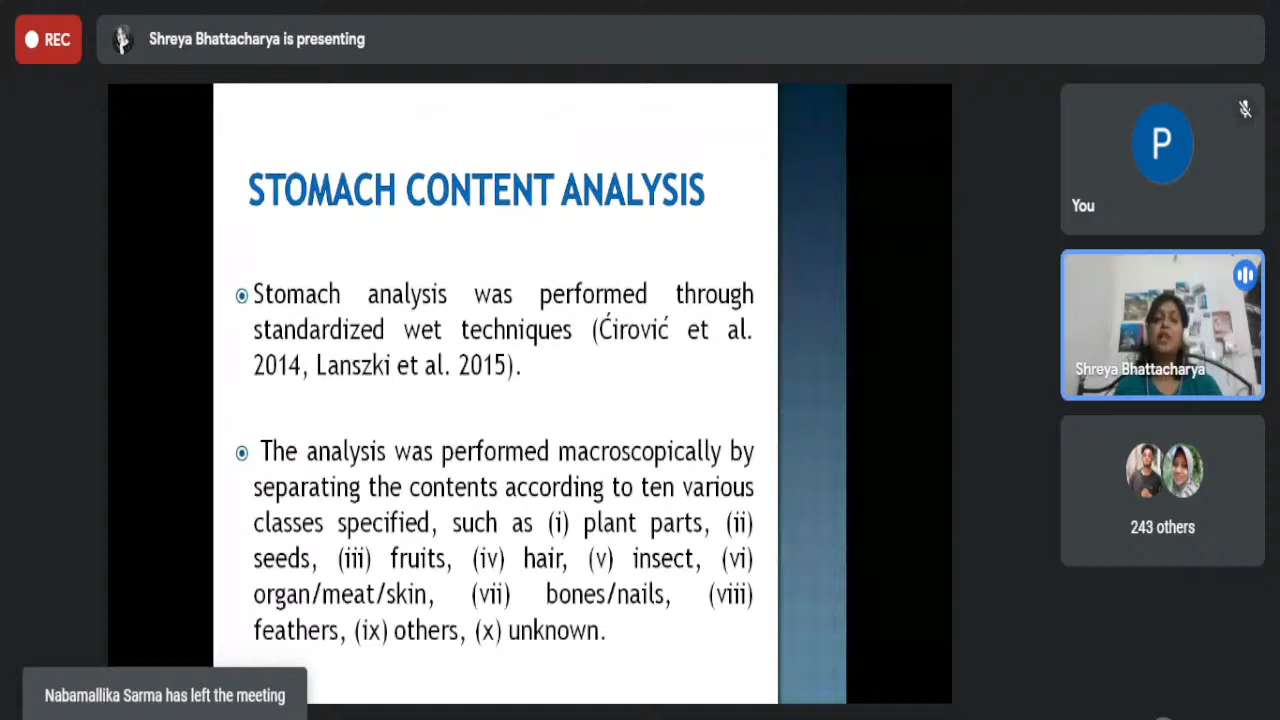 REC
Shreya Bhattacharya is presenting
STOMACH CONTENT ANALYSIS
Stomach analysis was performed through
standardized wet techniques (Ćirović et al.
2014, Lanszki et al. 2015).
The analysis was performed macroscopically by
separating the contents according to ten various
classes specified, such as (i) plant parts, (ii)
seeds, (iii) fruits, (iv) hair, (v) insect, (vi)
organ/meat/skin, (vii) bones/nails, (viii)
feathers, (ix) others, (x) unknown.
P
You
Shreya Bhattacharya
243 others
Nabamallika Sarma has left the meeting